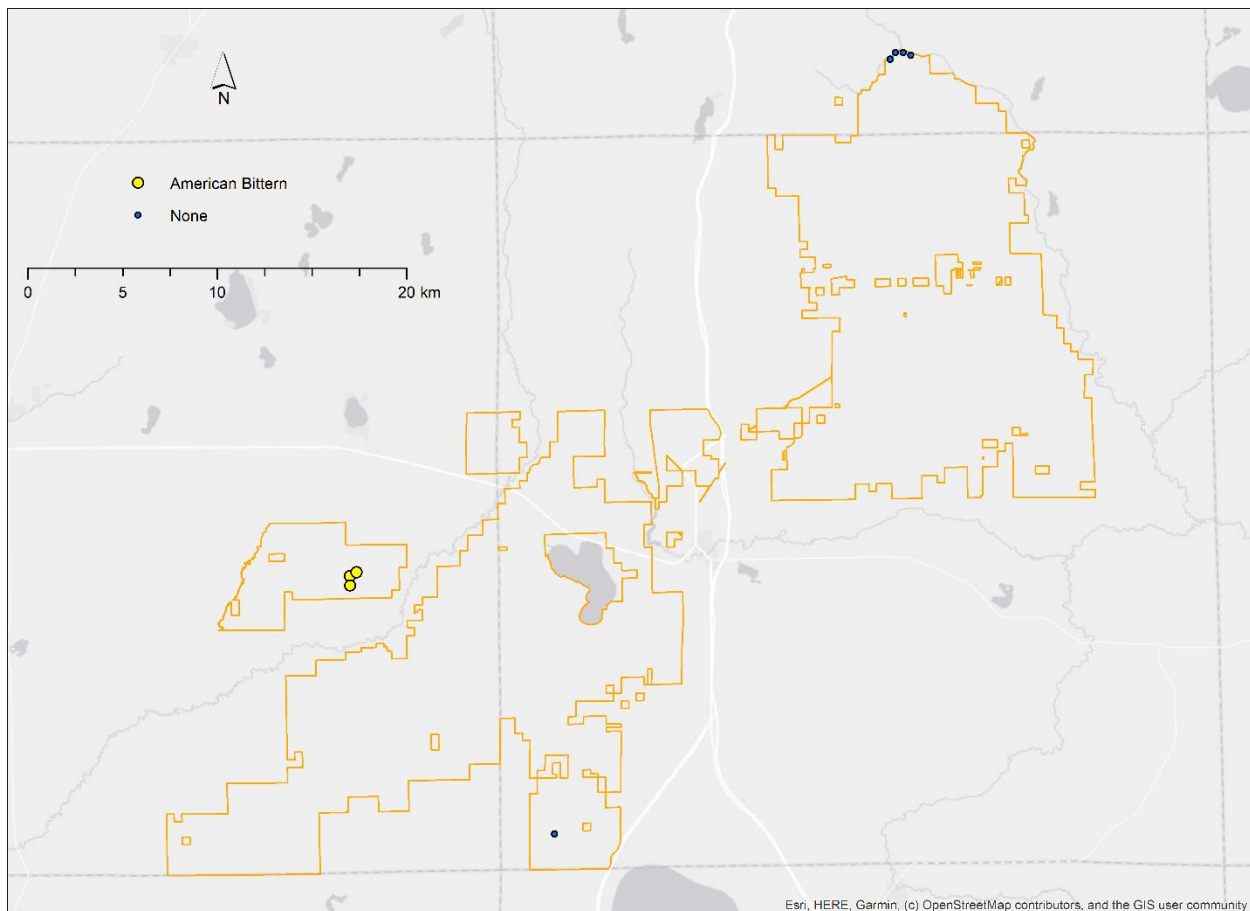 N
American Bittern
None
0 5 10 20 km
Esri, HERE, Garmin, (c) OpenStreetMap contributors, and the GIS user community